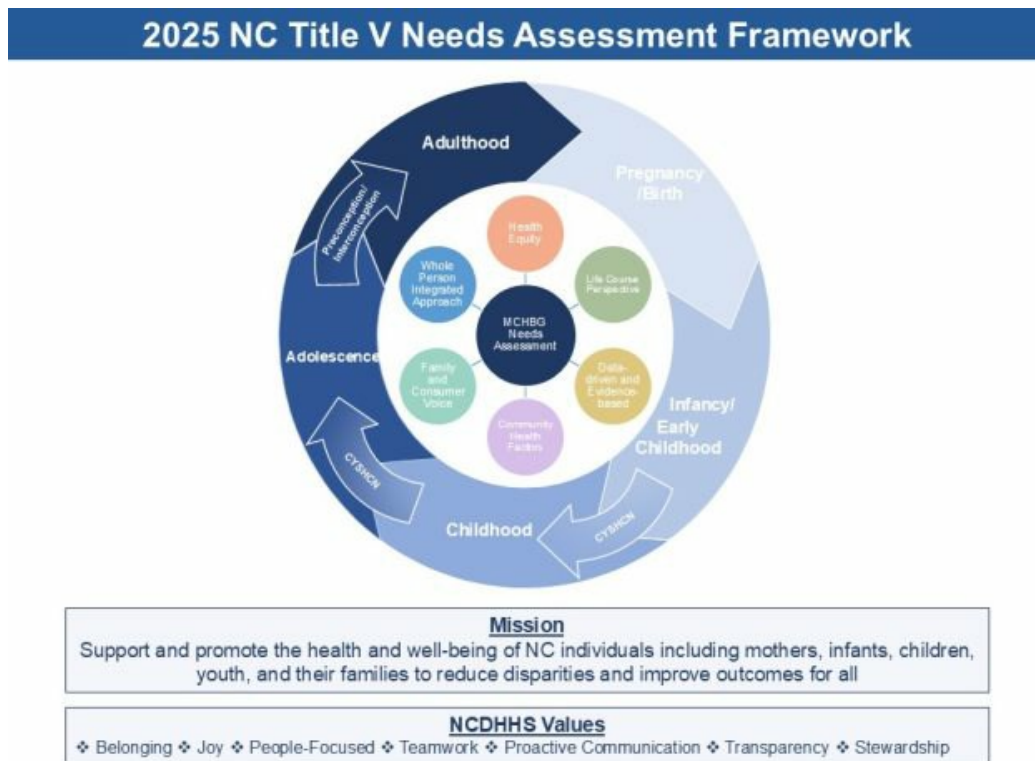 2025 NC Title V Needs Assessment Framework
Adulthood
Pregnancy
/Birth
Preconception/
Interconception
Health
Equity
Whole
Person
Integrated
Approach
Life Course
Perspective
MCHBG
Needs
Assessment
Adolescence
Family
and
Consumer
Voice
Data-
driven and
Evidence-
based
Community
Health
Factors
Infancy/
Early
Childhood
CYSHCN
Childhood
CYSHCN
Mission
Support and promote the health and well-being of NC individuals including mothers, infants, children,
youth, and their families to reduce disparities and improve outcomes for all
NCDHHS Values
❖ Belonging ❖ Joy ❖ People-Focused ❖ Teamwork ❖ Proactive Communication ❖ Transparency ❖ Stewardship